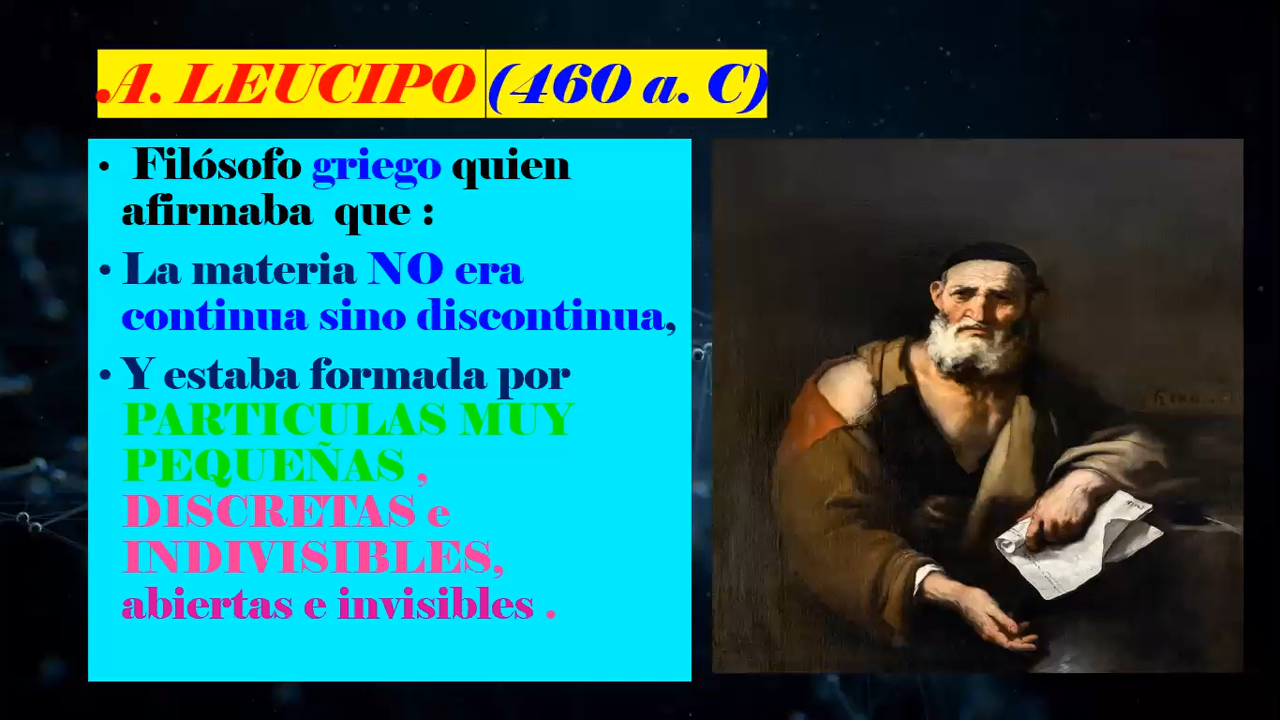 A. LEUCIPO (460 a. C)
• Filósofo griego quien
afirmaba que :
• La materia NO era
continua sino discontinua,
• Y estaba formada por
PARTICULAS MUY
PEQUEÑAS ,
DISCRETAS e
INDIVISIBLES,
abiertas e invisibles .